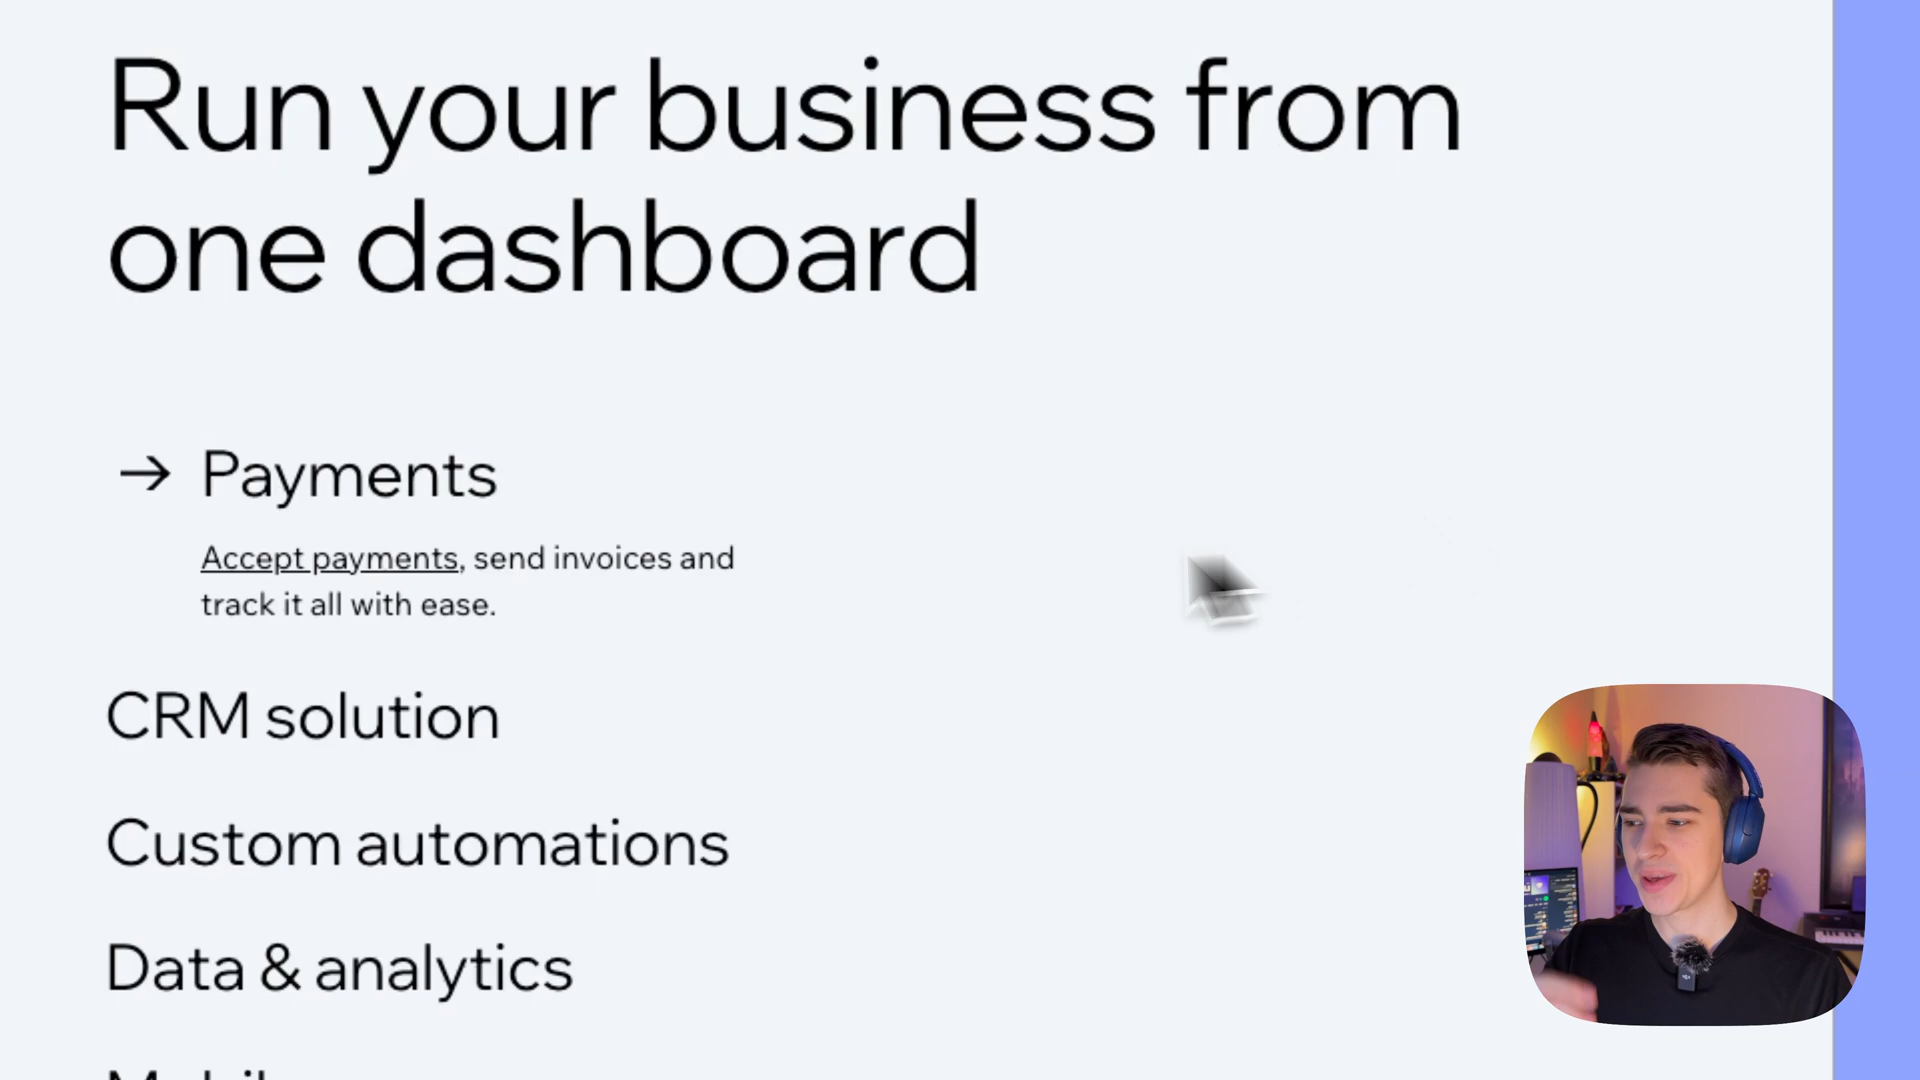 Run your business from
one dashboard
→ Payments
Accept payments, send invoices and
track it all with ease.
CRM solution
Custom automations
Data & analytics